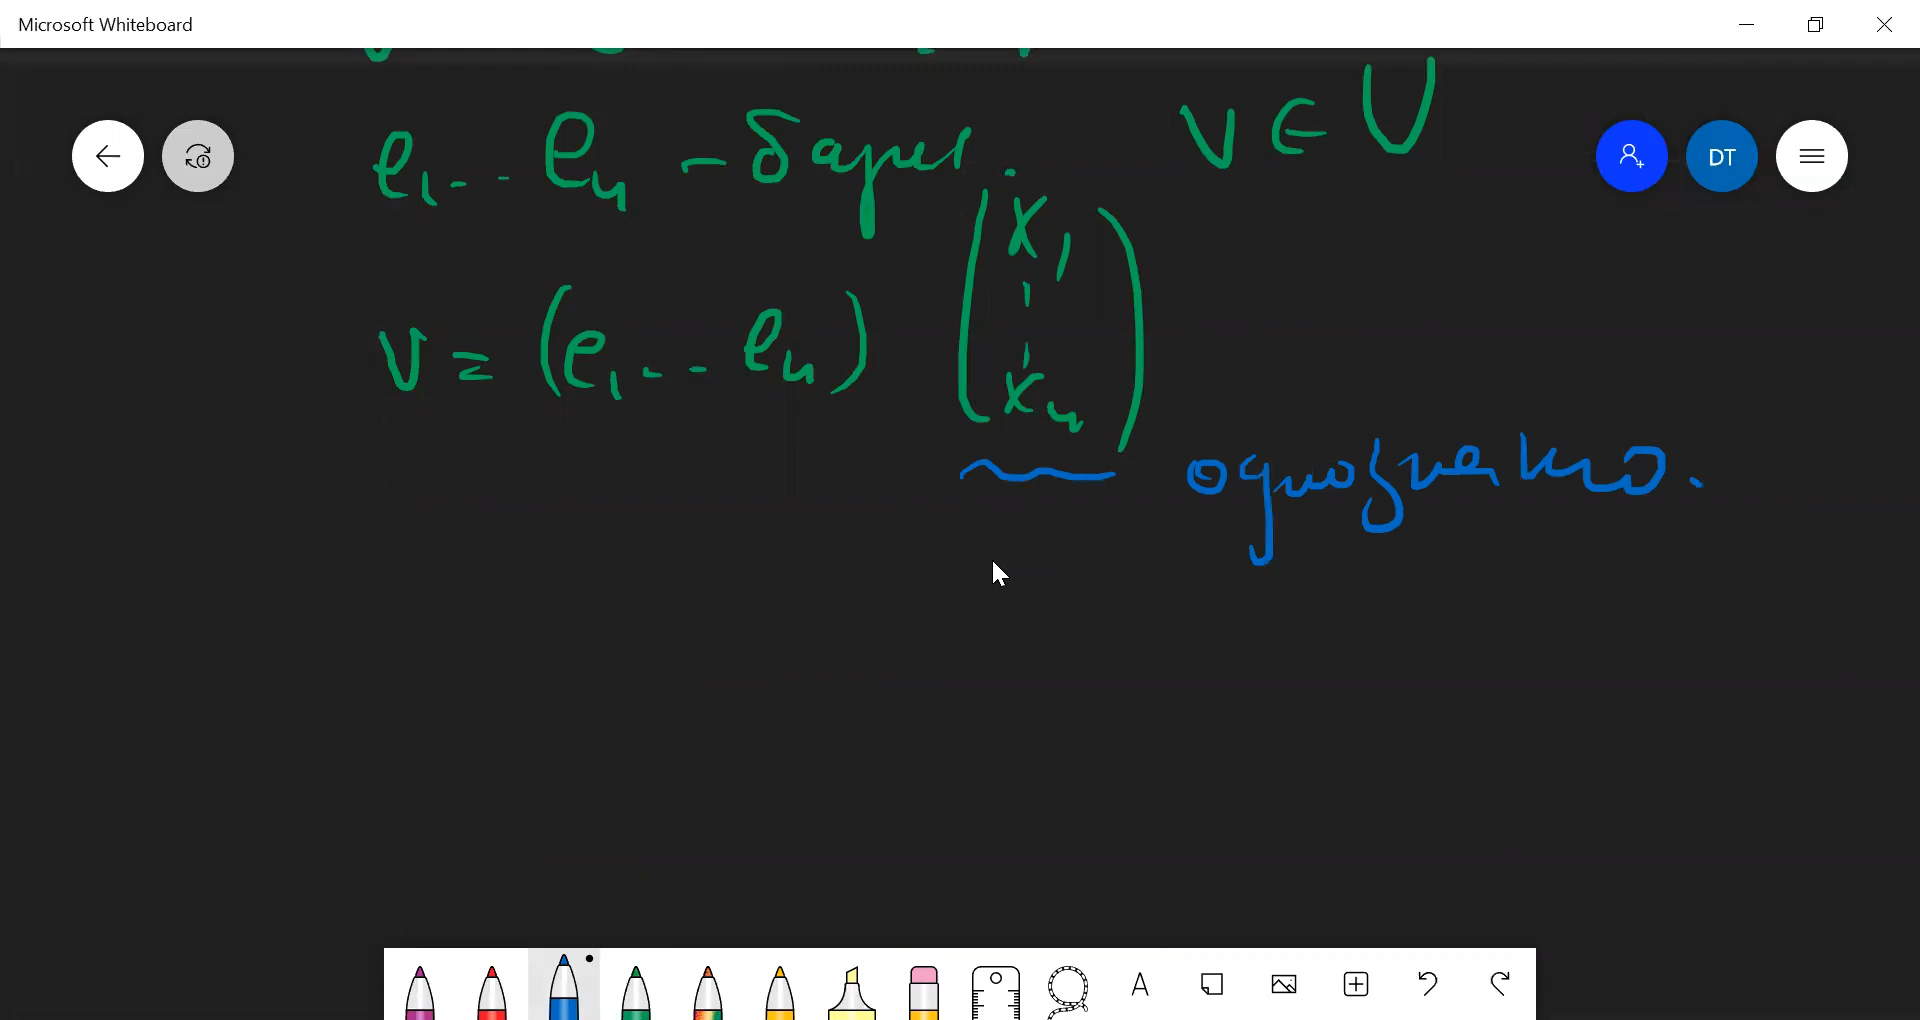 Microsoft Whiteboard
e₁... eₙ - базис. v ∈ V
DT
v = (e₁... eₙ) (x₁ ⋮ xₙ)
однозначно.
A